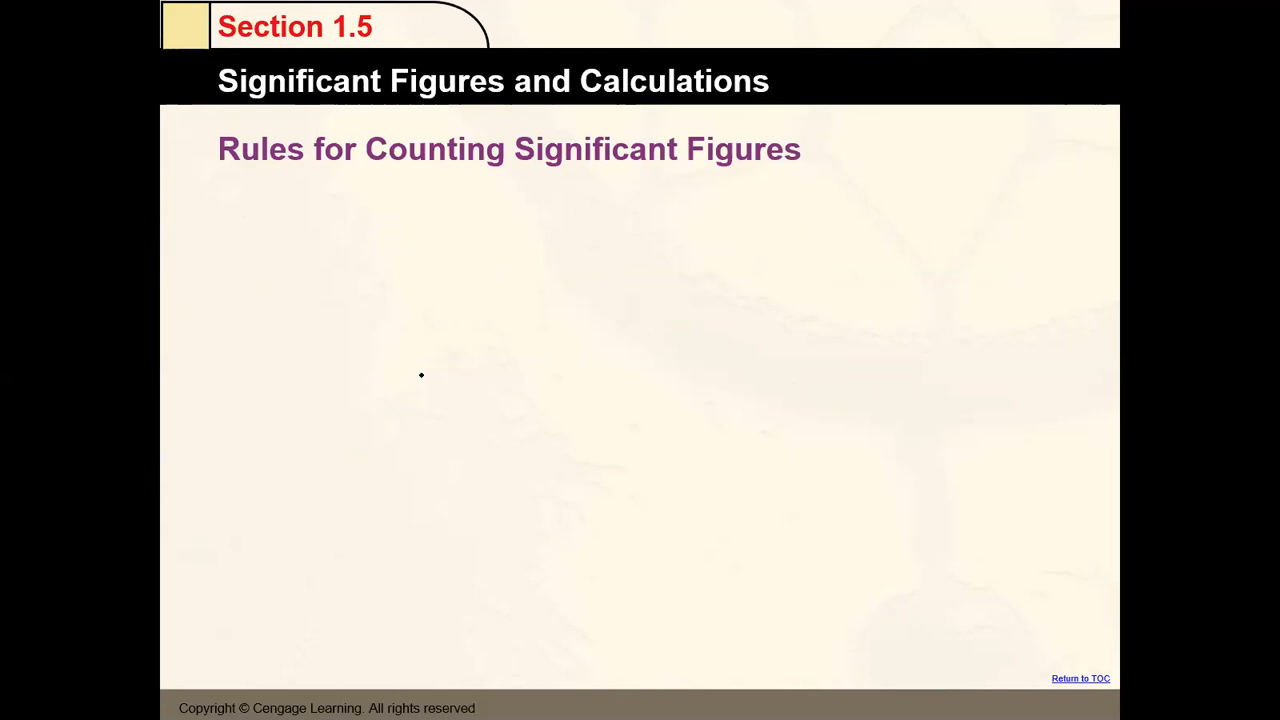 Section 1.5
Significant Figures and Calculations
Rules for Counting Significant Figures
Return to TOC
Copyright © Cengage Learning. All rights reserved